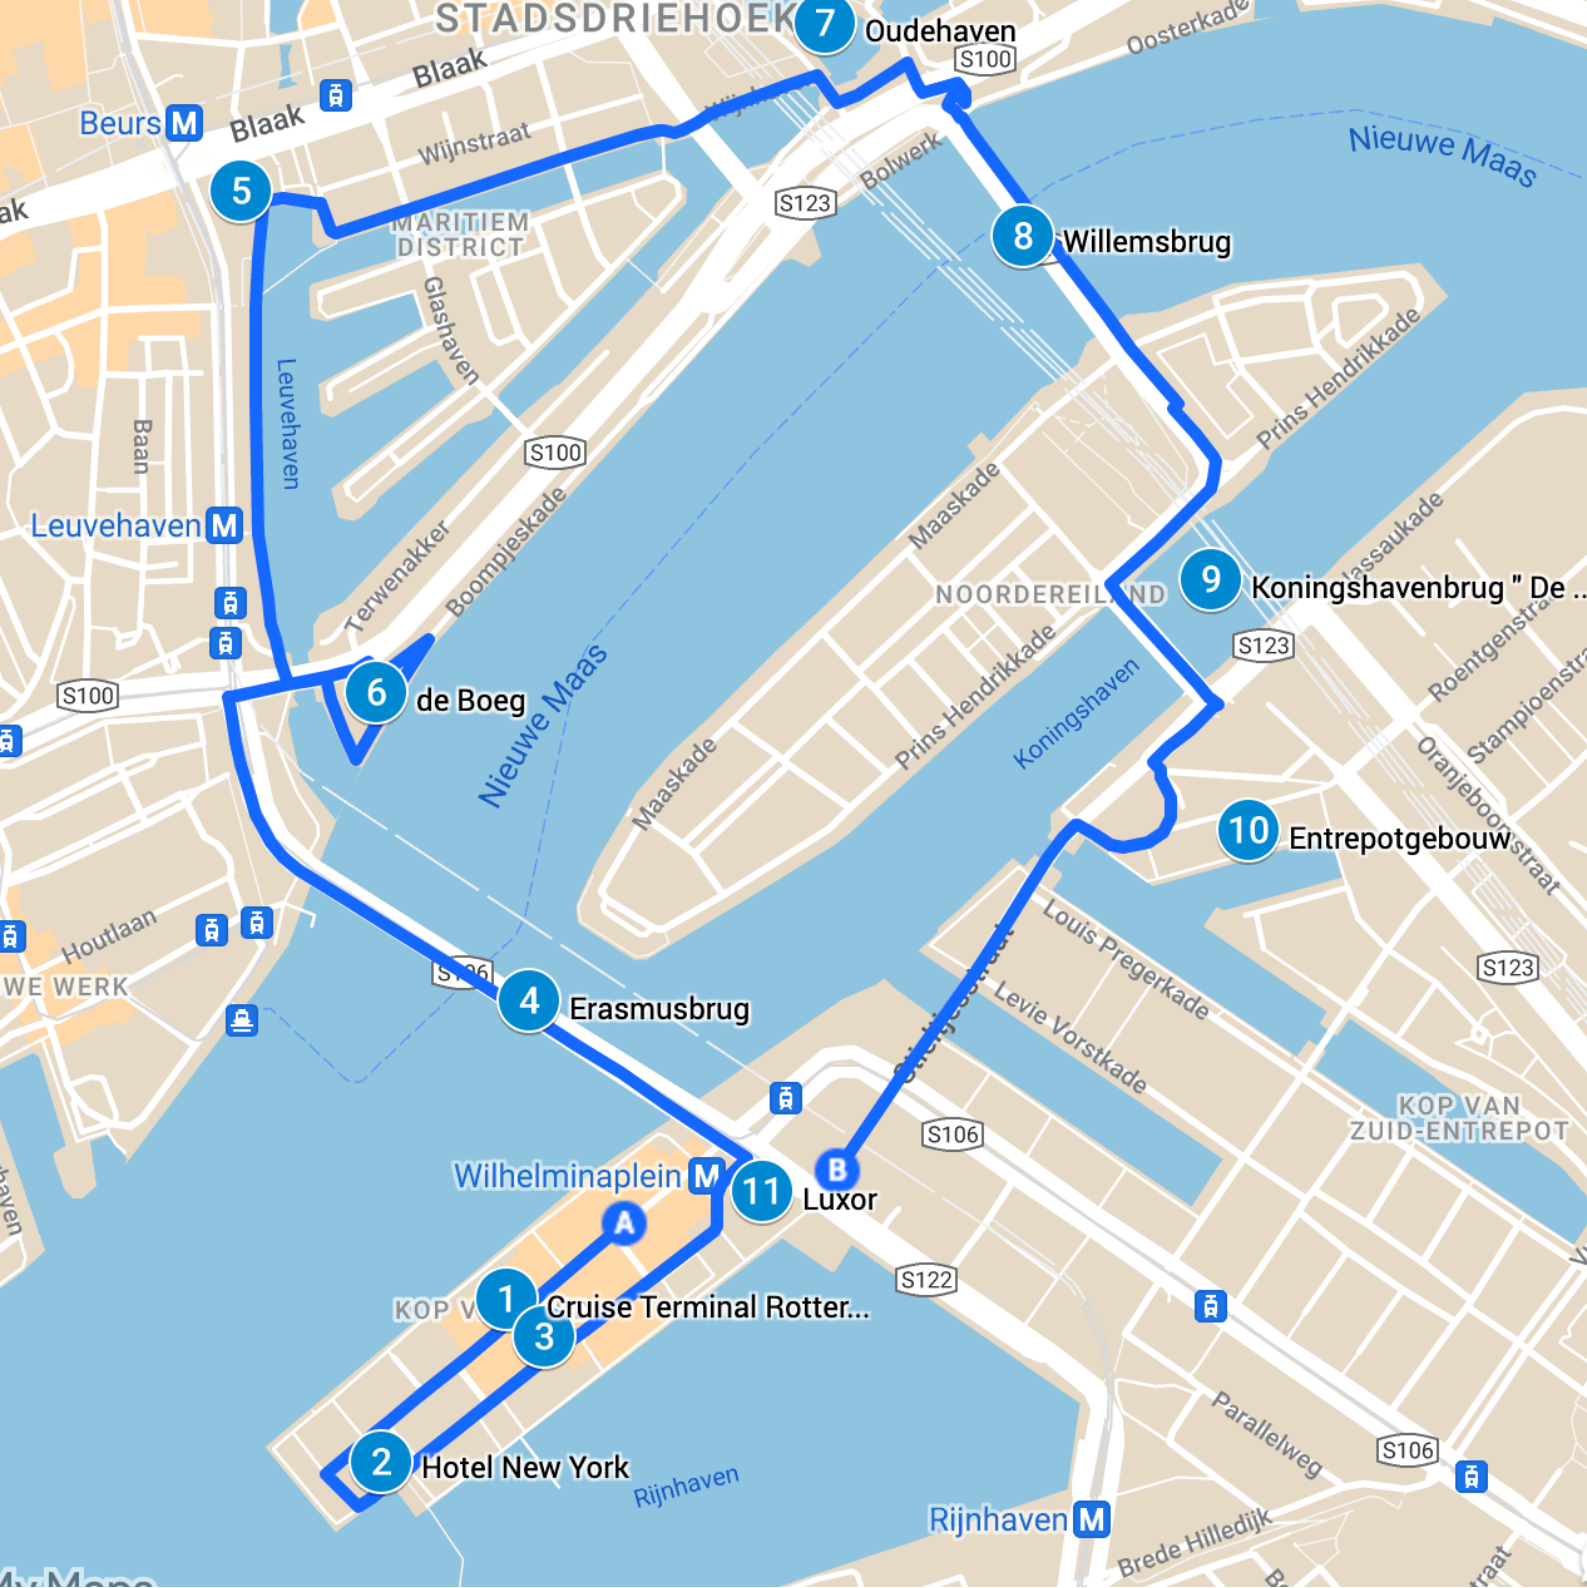 STADSDRIEHOEK
7
Oudehaven
S100
Oosterkade
Blaak
Blaak
Beurs M
Wijnstraat
Bolwerk
Nieuwe Maas
5
S123
MARITIEM
DISTRICT
8
Willemsbrug
Glashaven
Leuvehaven
Baan
Prins Hendrikkade
S100
Maaskade
Leuvehaven M
Terwenakker
Boompjeskade
NOORDEREILAND
9
Koningshavenbrug " De ...
S123
Prins Hendrikkade
Koningshaven
S100
6
de Boeg
Nieuwe Maas
Maaskade
Oranjeboomstraat
10
Entrepotgebouw
Houtlaan
WE WERK
S106
4
Erasmusbrug
Louis Pregerkade
Levie Vorstkade
S123
KOP VAN
ZUID-ENTREPOT
S106
Wilhelminaplein M
B
11
Luxor
A
S122
KOP V
1
Cruise Terminal Rotter...
3
2
Hotel New York
Rijnhaven
Parallelweg
S106
Rijnhaven M
Brede Hilledijk